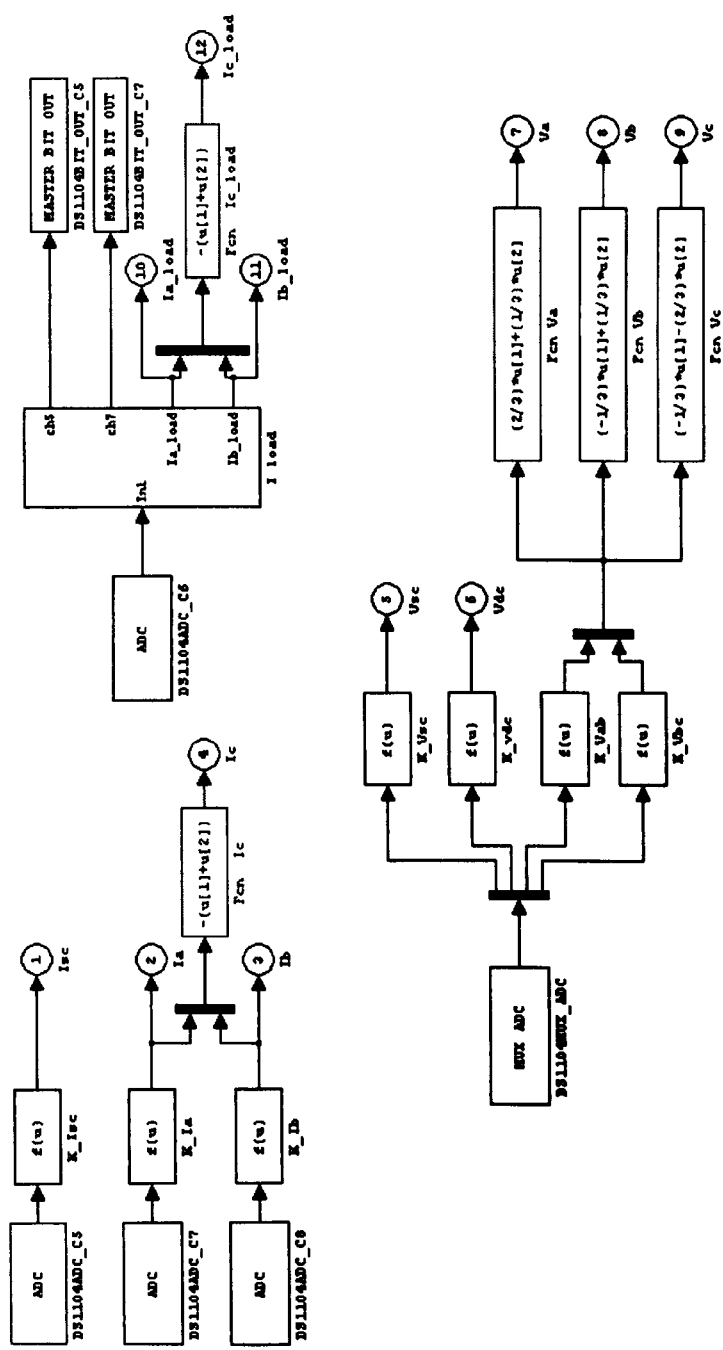 ADC
DS1104ADC_C5
f(u)
K_Isc
1
Isc
ADC
DS1104ADC_C7
f(u)
K_Ia
2
Ia
ADC
DS1104ADC_C8
f(u)
K_Ib
3
Ib
-(u[1]+u[2])
Fcn Ic
4
Ic
ADC
DS1104ADC_C6
In1
ch5
ch7
Ia_load
Ib_load
I load
MASTER BIT OUT
DS1104BIT_OUT_C5
MASTER BIT OUT
DS1104BIT_OUT_C7
10
Ia_load
11
Ib_load
-(u[1]+u[2])
Fcn Ic_load
12
Ic_load
MUX ADC
DS1104MUX_ADC
f(u)
K_Vsc
5
Vsc
f(u)
K_vdc
6
Vdc
f(u)
K_Vab
f(u)
K_Vbc
(2/3)*u[1]+(1/3)*u[2]
Fcn Va
7
Va
(-1/3)*u[1]+(1/3)*u[2]
Fcn Vb
8
Vb
(-1/3)*u[1]-(2/3)*u[2]
Fcn Vc
9
Vc